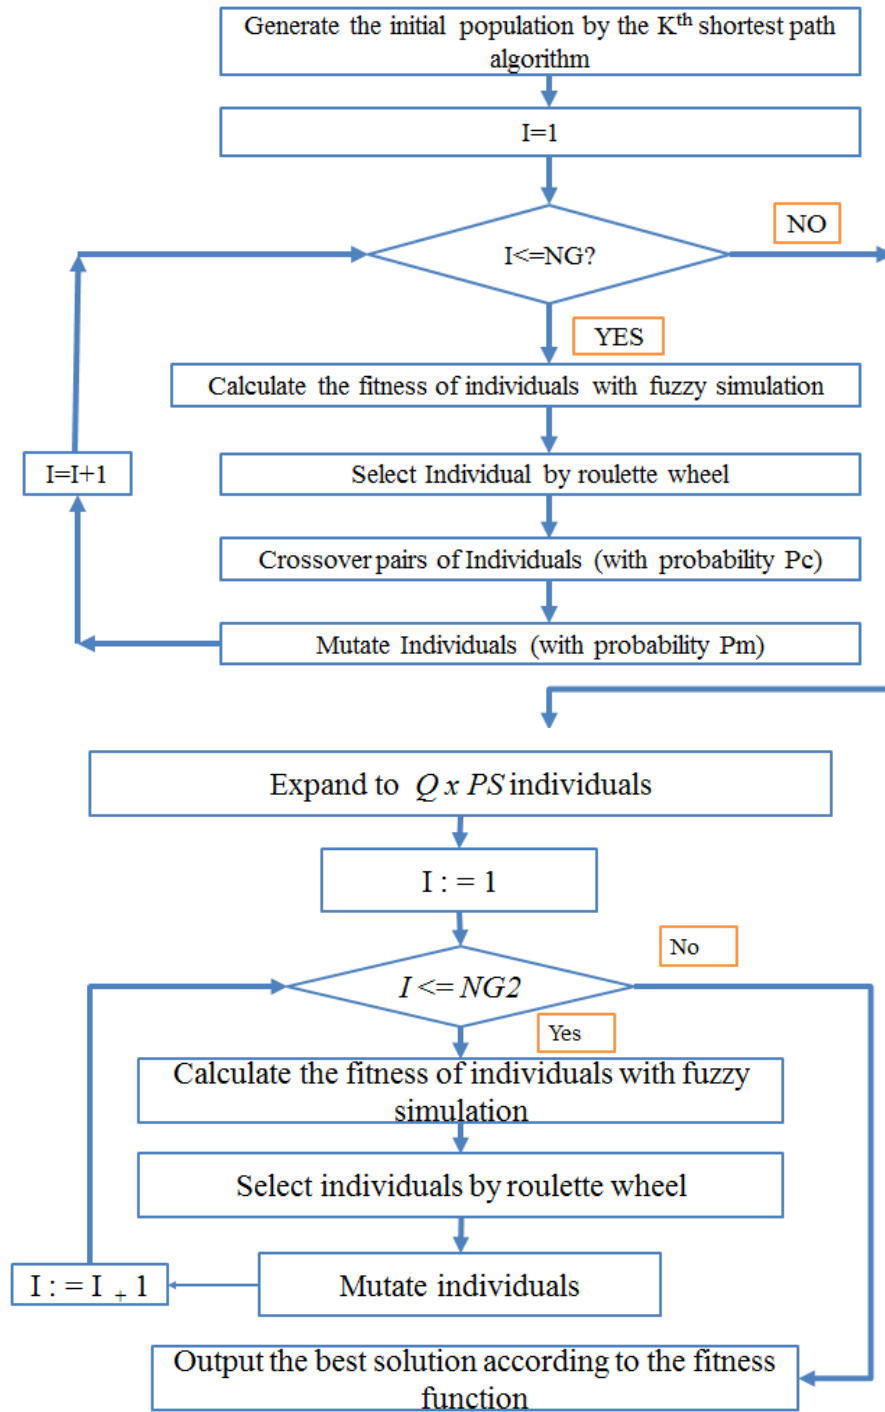 Generate the initial population by the Kth shortest path
algorithm
I=1
NO
I<=NG?
YES
Calculate the fitness of individuals with fuzzy simulation
I=I+1
Select Individual by roulette wheel
Crossover pairs of Individuals (with probability Pc)
Mutate Individuals (with probability Pm)
Expand to Q x PS individuals
I : = 1
No
I <= NG2
Yes
Calculate the fitness of individuals with fuzzy
simulation
Select individuals by roulette wheel
I : = I + 1
Mutate individuals
Output the best solution according to the fitness
function